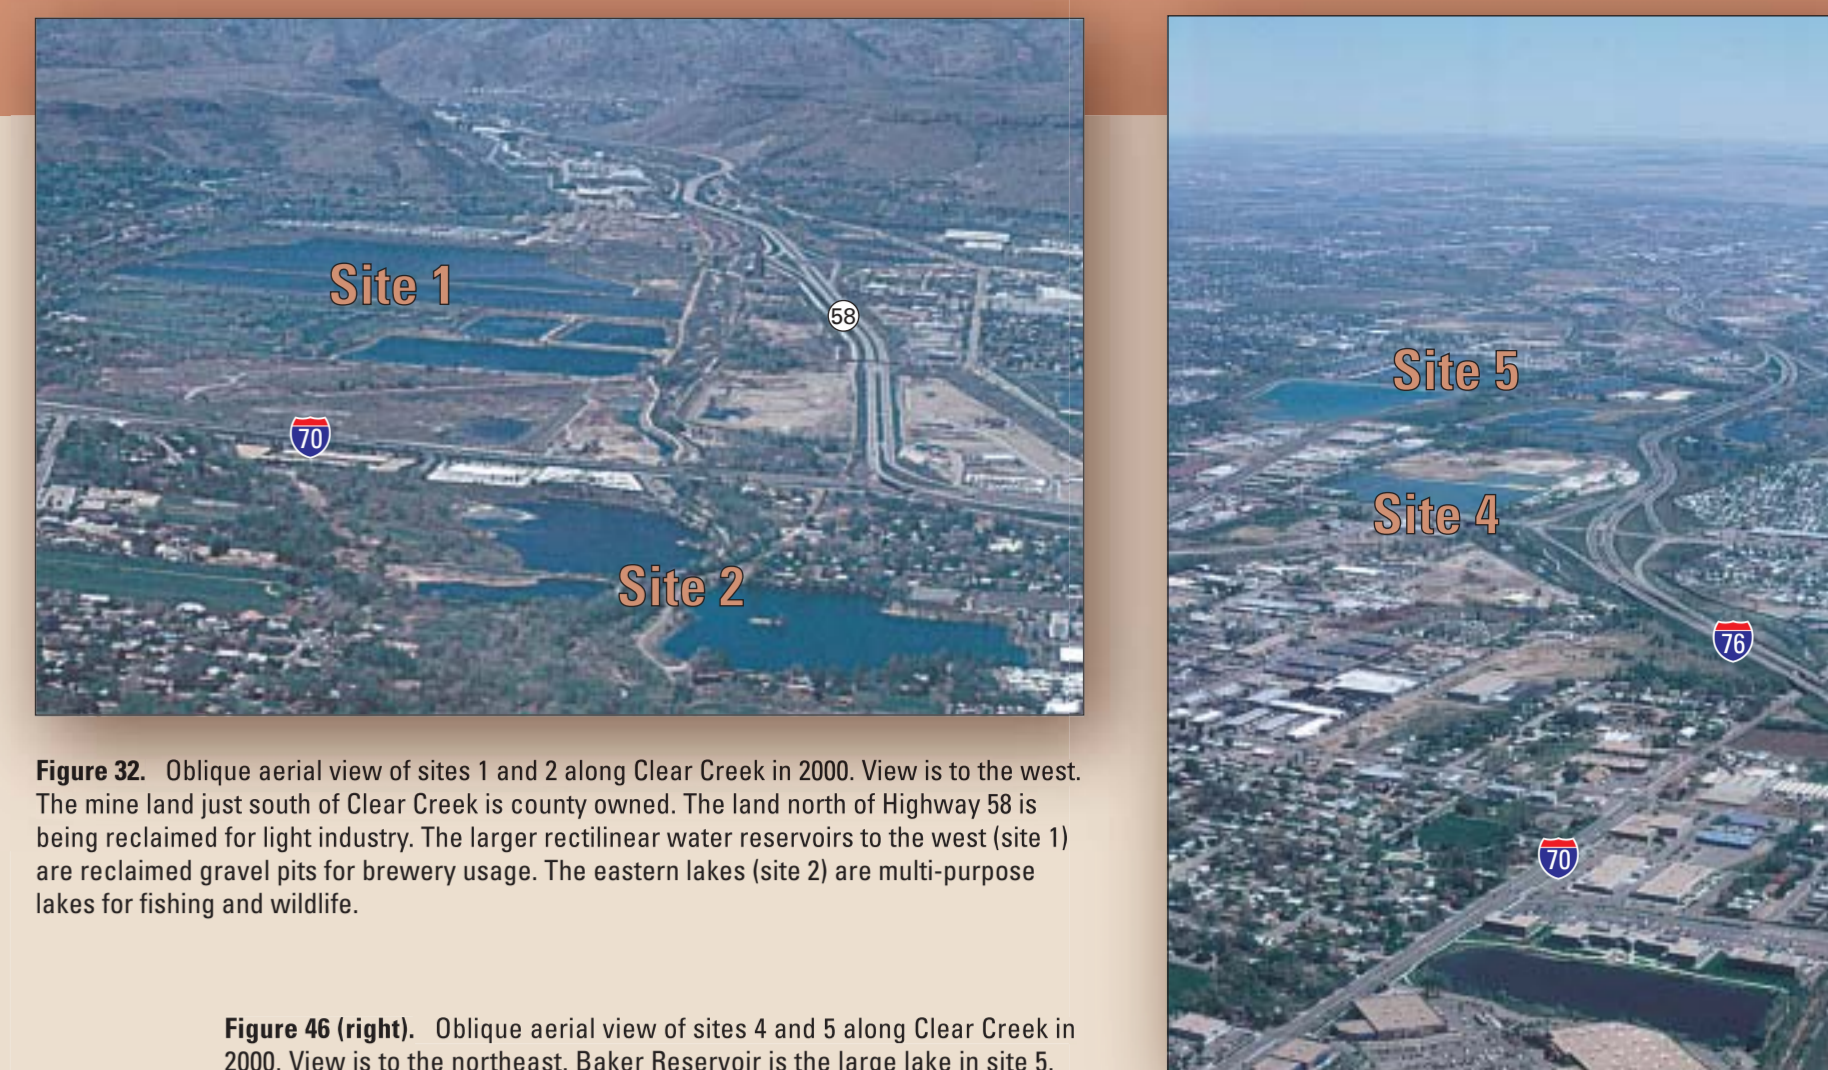 Site 1
58
70
Site 2
Figure 32. Oblique aerial view of sites 1 and 2 along Clear Creek in 2000. View is to the west.
The mine land just south of Clear Creek is county owned. The land north of Highway 58 is
being reclaimed for light industry. The larger rectilinear water reservoirs to the west (site 1)
are reclaimed gravel pits for brewery usage. The eastern lakes (site 2) are multi-purpose
lakes for fishing and wildlife.
Figure 46 (right). Oblique aerial view of sites 4 and 5 along Clear Creek in
2000. View is to the northeast. Baker Reservoir is the large lake in site 5.
Site 5
Site 4
76
70